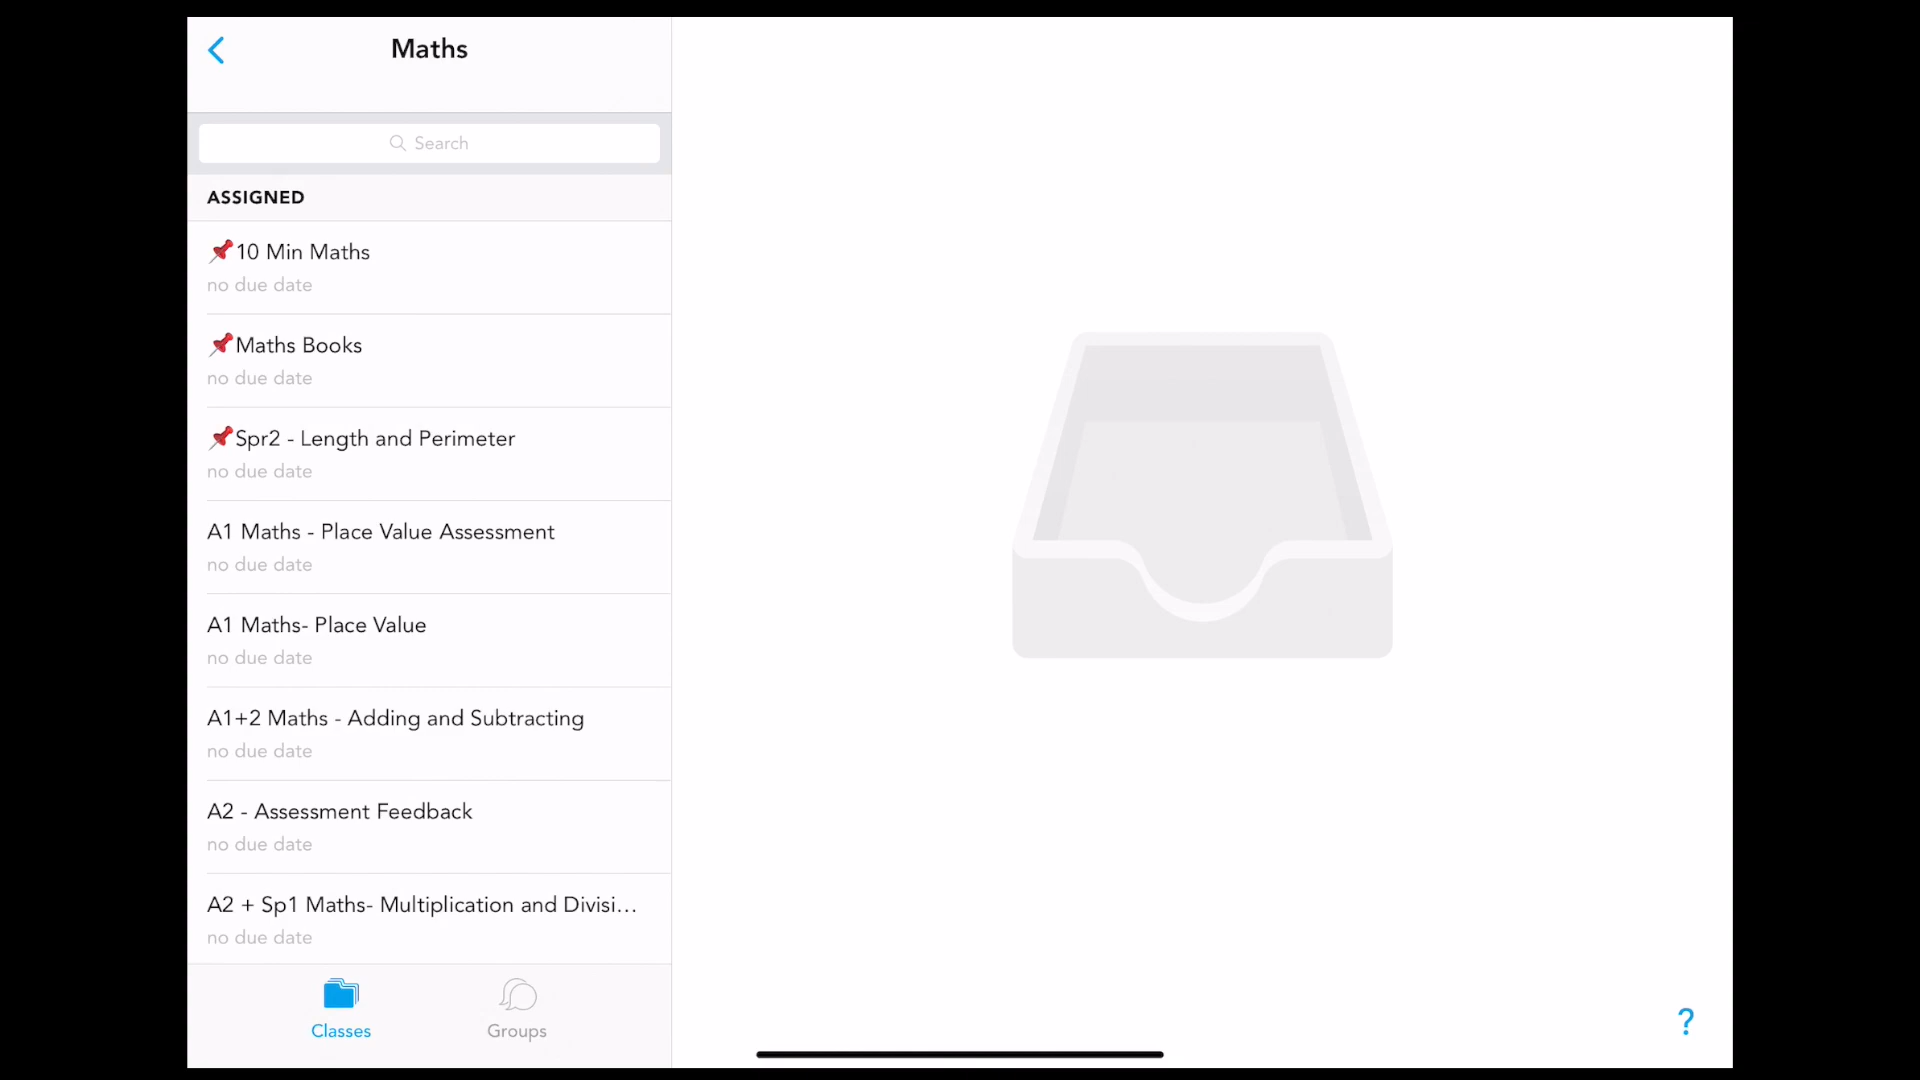 Maths
Search
ASSIGNED
📌10 Min Maths
no due date
📌Maths Books
no due date
📌Spr2 - Length and Perimeter
no due date
A1 Maths - Place Value Assessment
no due date
A1 Maths- Place Value
no due date
A1+2 Maths - Adding and Subtracting
no due date
A2 - Assessment Feedback
no due date
A2 + Sp1 Maths- Multiplication and Divisi...
no due date
Classes
Groups
?